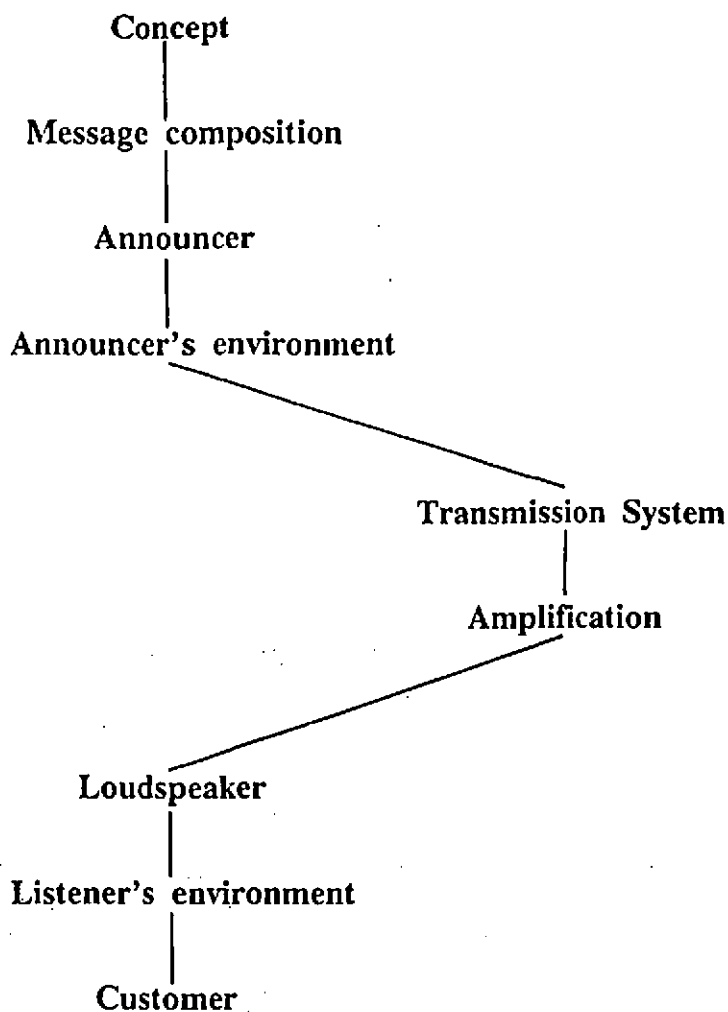 Concept
Message composition
Announcer
Announcer's environment
Transmission System
Amplification
Loudspeaker
Listener's environment
Customer